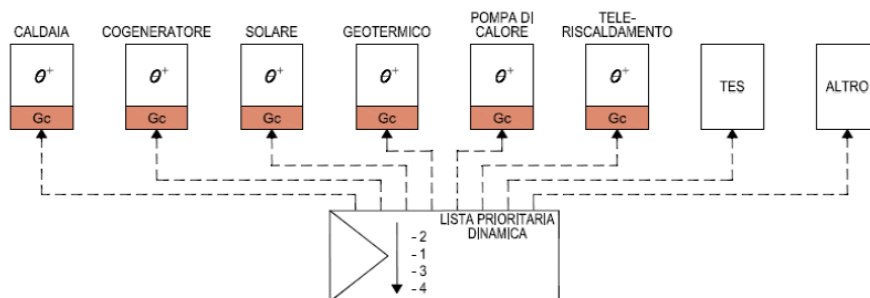 CALDAIA
COGENERATORE
SOLARE
GEOTERMICO
POMPA DI
CALORE
TELE-
RISCALDAMENTO
θ+
θ+
θ+
θ+
θ+
θ+
TES
ALTRO
Gc
Gc
Gc
Gc
Gc
Gc
LISTA PRIORITARIA
DINAMICA
- 2
- 1
- 3
- 4